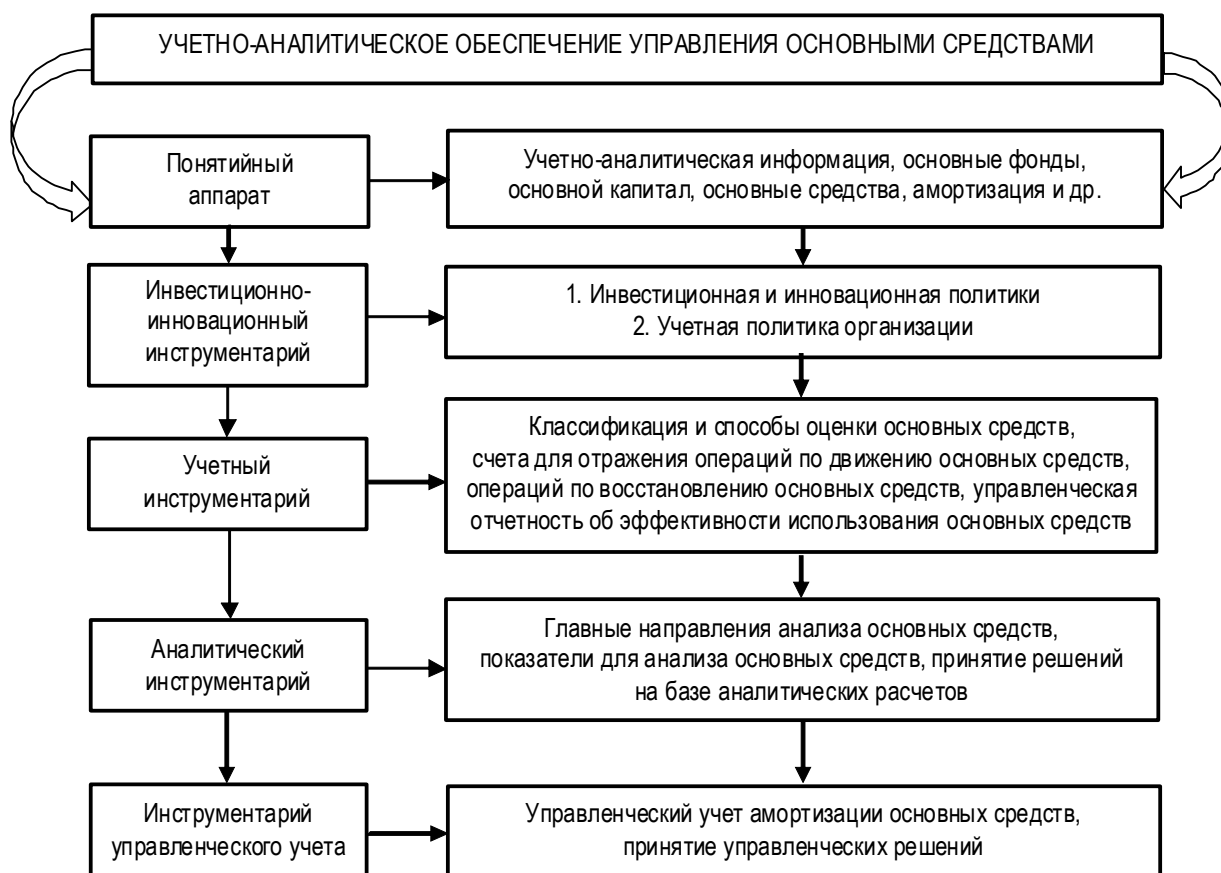 УЧЕТНО-АНАЛИТИЧЕСКОЕ ОБЕСПЕЧЕНИЕ УПРАВЛЕНИЯ ОСНОВНЫМИ СРЕДСТВАМИ
Понятийный
аппарат
Учетно-аналитическая информация, основные фонды,
основной капитал, основные средства, амортизация и др.
Инвестиционно-
инновационный
инструментарий
1. Инвестиционная и инновационная политики
2. Учетная политика организации
Учетный
инструментарий
Классификация и способы оценки основных средств,
счета для отражения операций по движению основных средств,
операций по восстановлению основных средств, управленческая
отчетность об эффективности использования основных средств
Аналитический
инструментарий
Главные направления анализа основных средств,
показатели для анализа основных средств, принятие решений
на базе аналитических расчетов
Инструментарий
управленческого учета
Управленческий учет амортизации основных средств,
принятие управленческих решений